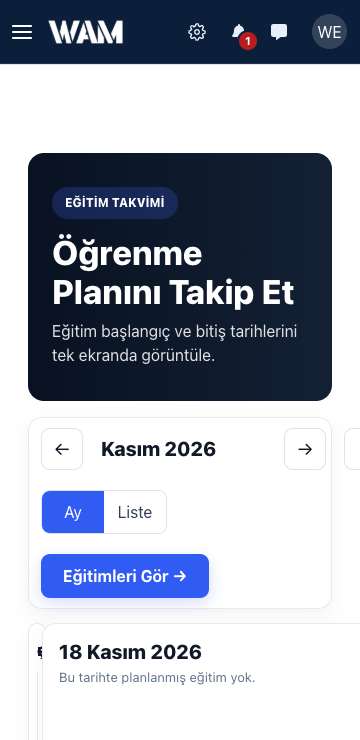 WAM
1
WE
EĞİTİM TAKVİMİ
Öğrenme
Planını Takip Et
Eğitim başlangıç ve bitiş tarihlerini
tek ekranda görüntüle.
← Kasım 2026 →
Ay Liste
Eğitimleri Gör →
18 Kasım 2026
Bu tarihte planlanmış eğitim yok.